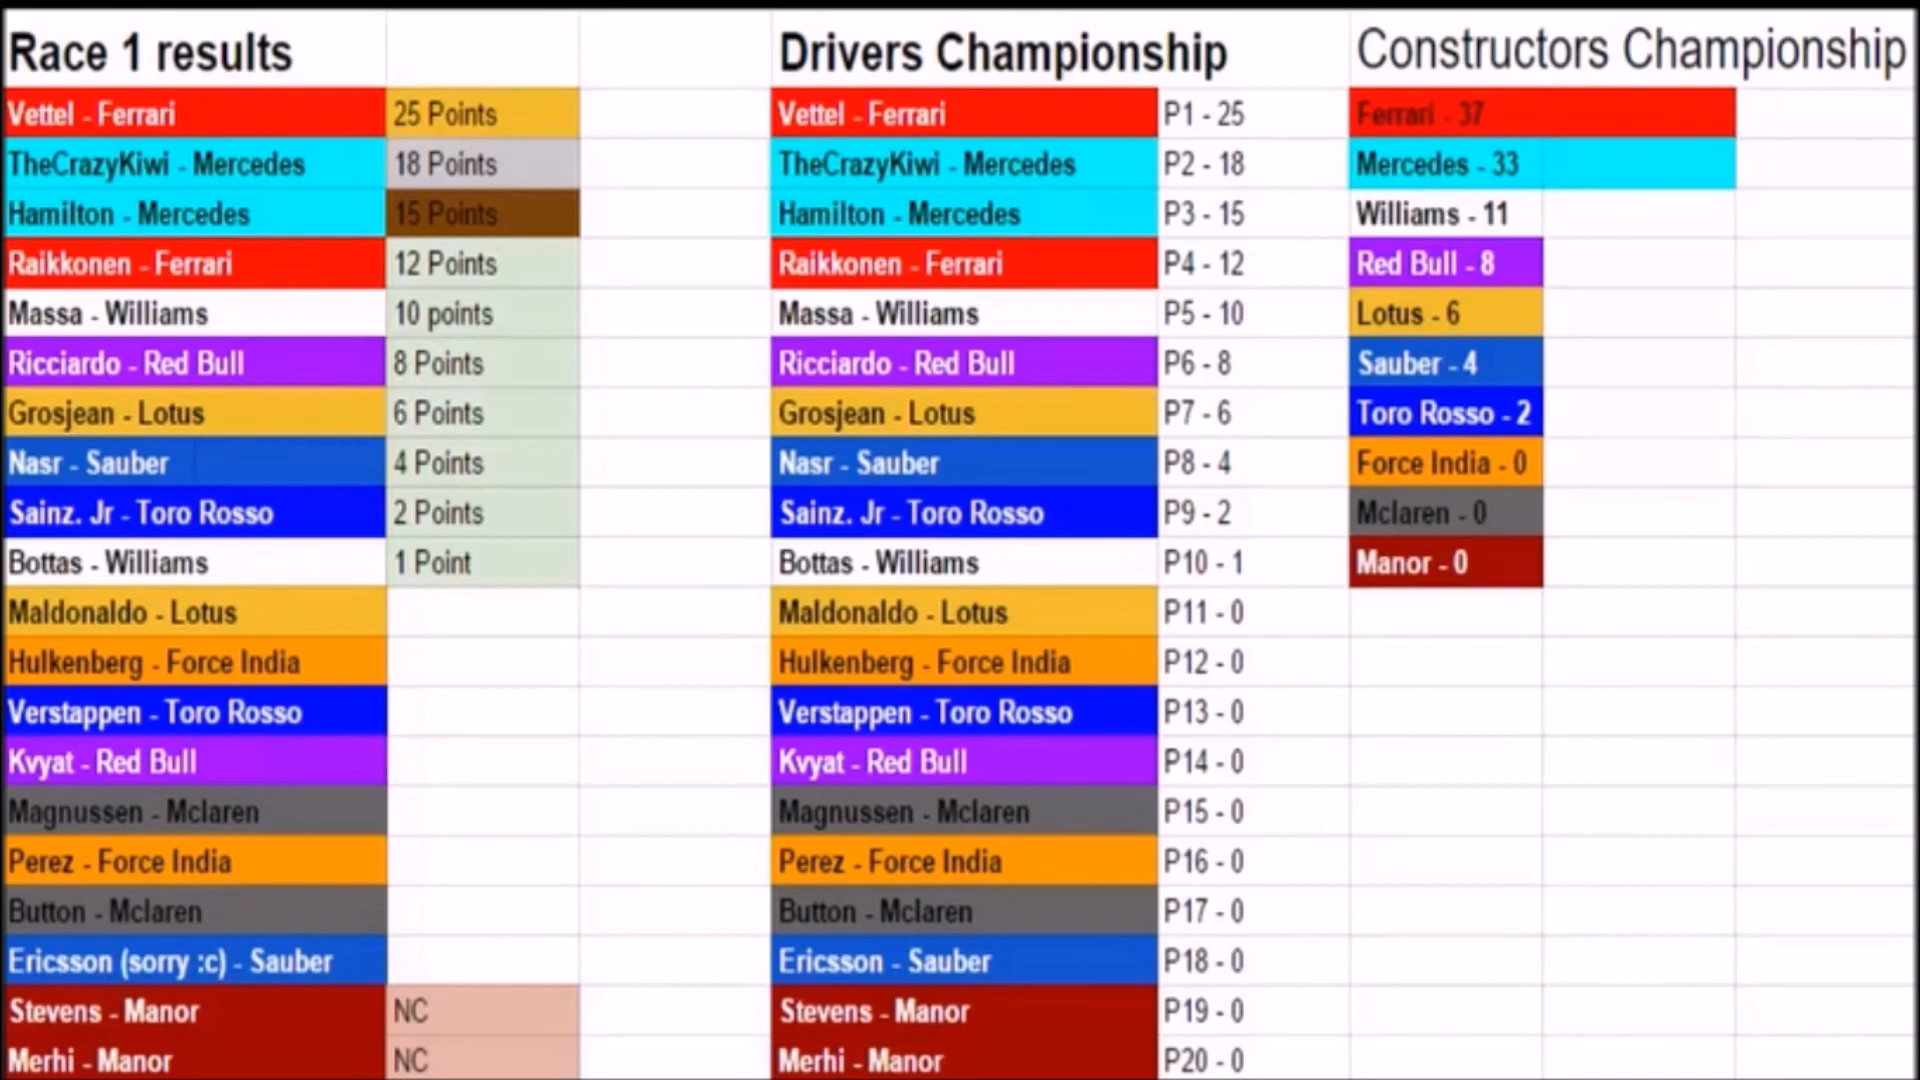 Race 1 results Drivers Championship Constructors Championship
Vettel - Ferrari 25 Points Vettel - Ferrari P1 - 25 Ferrari - 37
TheCrazyKiwi - Mercedes 18 Points TheCrazyKiwi - Mercedes P2 - 18 Mercedes - 33
Hamilton - Mercedes 15 Points Hamilton - Mercedes P3 - 15 Williams - 11
Raikkonen - Ferrari 12 Points Raikkonen - Ferrari P4 - 12 Red Bull - 8
Massa - Williams 10 points Massa - Williams P5 - 10 Lotus - 6
Ricciardo - Red Bull 8 Points Ricciardo - Red Bull P6 - 8 Sauber - 4
Grosjean - Lotus 6 Points Grosjean - Lotus P7 - 6 Toro Rosso - 2
Nasr - Sauber 4 Points Nasr - Sauber P8 - 4 Force India - 0
Sainz. Jr - Toro Rosso 2 Points Sainz. Jr - Toro Rosso P9 - 2 Mclaren - 0
Bottas - Williams 1 Point Bottas - Williams P10 - 1 Manor - 0
Maldonaldo - Lotus Maldonaldo - Lotus P11 - 0
Hulkenberg - Force India Hulkenberg - Force India P12 - 0
Verstappen - Toro Rosso Verstappen - Toro Rosso P13 - 0
Kvyat - Red Bull Kvyat - Red Bull P14 - 0
Magnussen - Mclaren Magnussen - Mclaren P15 - 0
Perez - Force India Perez - Force India P16 - 0
Button - Mclaren Button - Mclaren P17 - 0
Ericsson (sorry :c) - Sauber Ericsson - Sauber P18 - 0
Stevens - Manor NC Stevens - Manor P19 - 0
Merhi - Manor NC Merhi - Manor P20 - 0